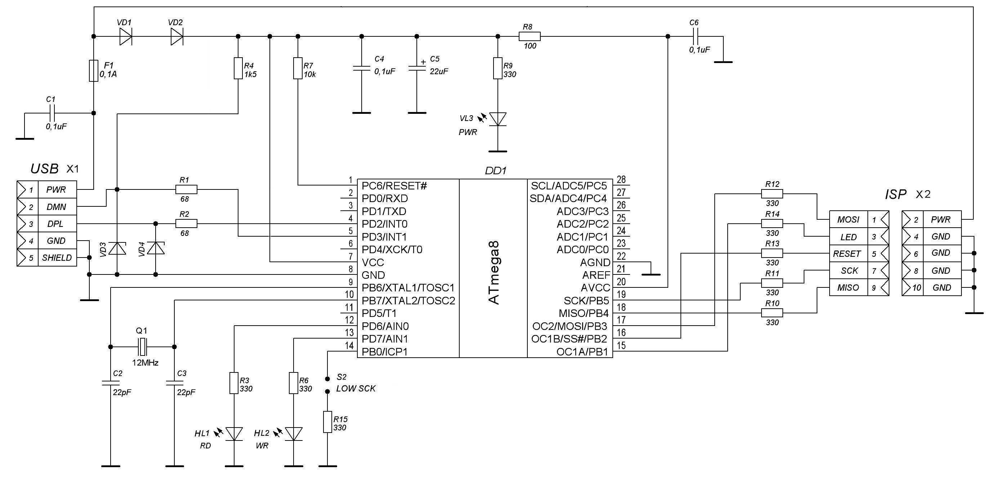 VD1
VD2
R8
100
C6
0,1uF
F1
0,1A
R4
1k5
R7
10k
C4
0,1uF
+ C5
22uF
R9
330
C1
0,1uF
VL3
PWR
USB X1
1 PWR
2 DMN
3 DPL
4 GND
5 SHIELD
R1
68
R2
68
VD3
VD4
DD1
ATmega8
1 PC6/RESET#
2 PD0/RXD
3 PD1/TXD
4 PD2/INT0
5 PD3/INT1
6 PD4/XCK/T0
7 VCC
8 GND
9 PB6/XTAL1/TOSC1
10 PB7/XTAL2/TOSC2
11 PD5/T1
12 PD6/AIN0
13 PD7/AIN1
14 PB0/ICP1
SCL/ADC5/PC5 28
SDA/ADC4/PC4 27
ADC3/PC3 26
ADC2/PC2 25
ADC1/PC1 24
ADC0/PC0 23
AGND 22
AREF 21
AVCC 20
SCK/PB5 19
MISO/PB4 18
OC2/MOSI/PB3 17
OC1B/SS#/PB2 16
OC1A/PB1 15
R12
330
R14
330
R13
330
R11
330
R10
330
ISP X2
MOSI 1
LED 3
RESET 5
SCK 7
MISO 9
2 PWR
4 GND
6 GND
8 GND
10 GND
Q1
12MHz
C2
22pF
C3
22pF
R3
330
R6
330
S2
LOW SCK
R15
330
HL1
RD
HL2
WR